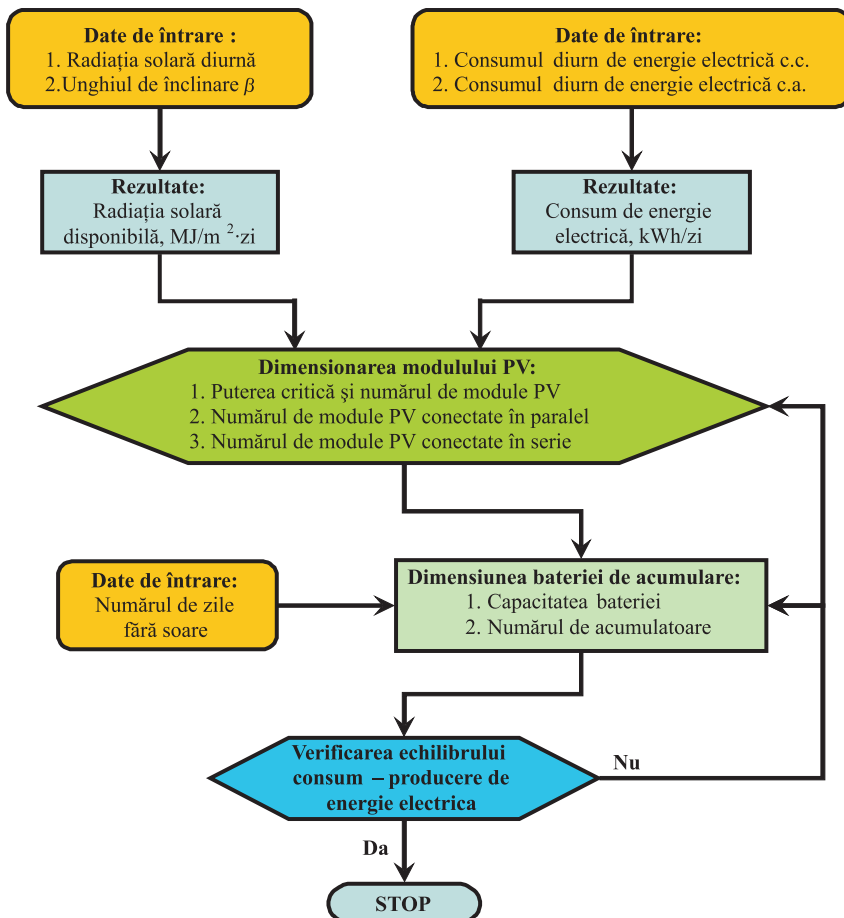 Date de întrare :
1. Radiația solară diurnă
2.Unghiul de înclinare β
Date de întrare:
1. Consumul diurn de energie electrică c.c.
2. Consumul diurn de energie electrică c.a.
Rezultate:
Radiația solară
disponibilă, MJ/m ²·zi
Rezultate:
Consum de energie
electrică, kWh/zi
Dimensionarea modulului PV:
1. Puterea critică şi numărul de module PV
2. Numărul de module PV conectate în paralel
3. Numărul de module PV conectate în serie
Date de întrare:
Numărul de zile
fără soare
Dimensiunea bateriei de acumulare:
1. Capacitatea bateriei
2. Numărul de acumulatoare
Verificarea echilibrului
consum – producere de
energie electrica
Nu
Da
STOP